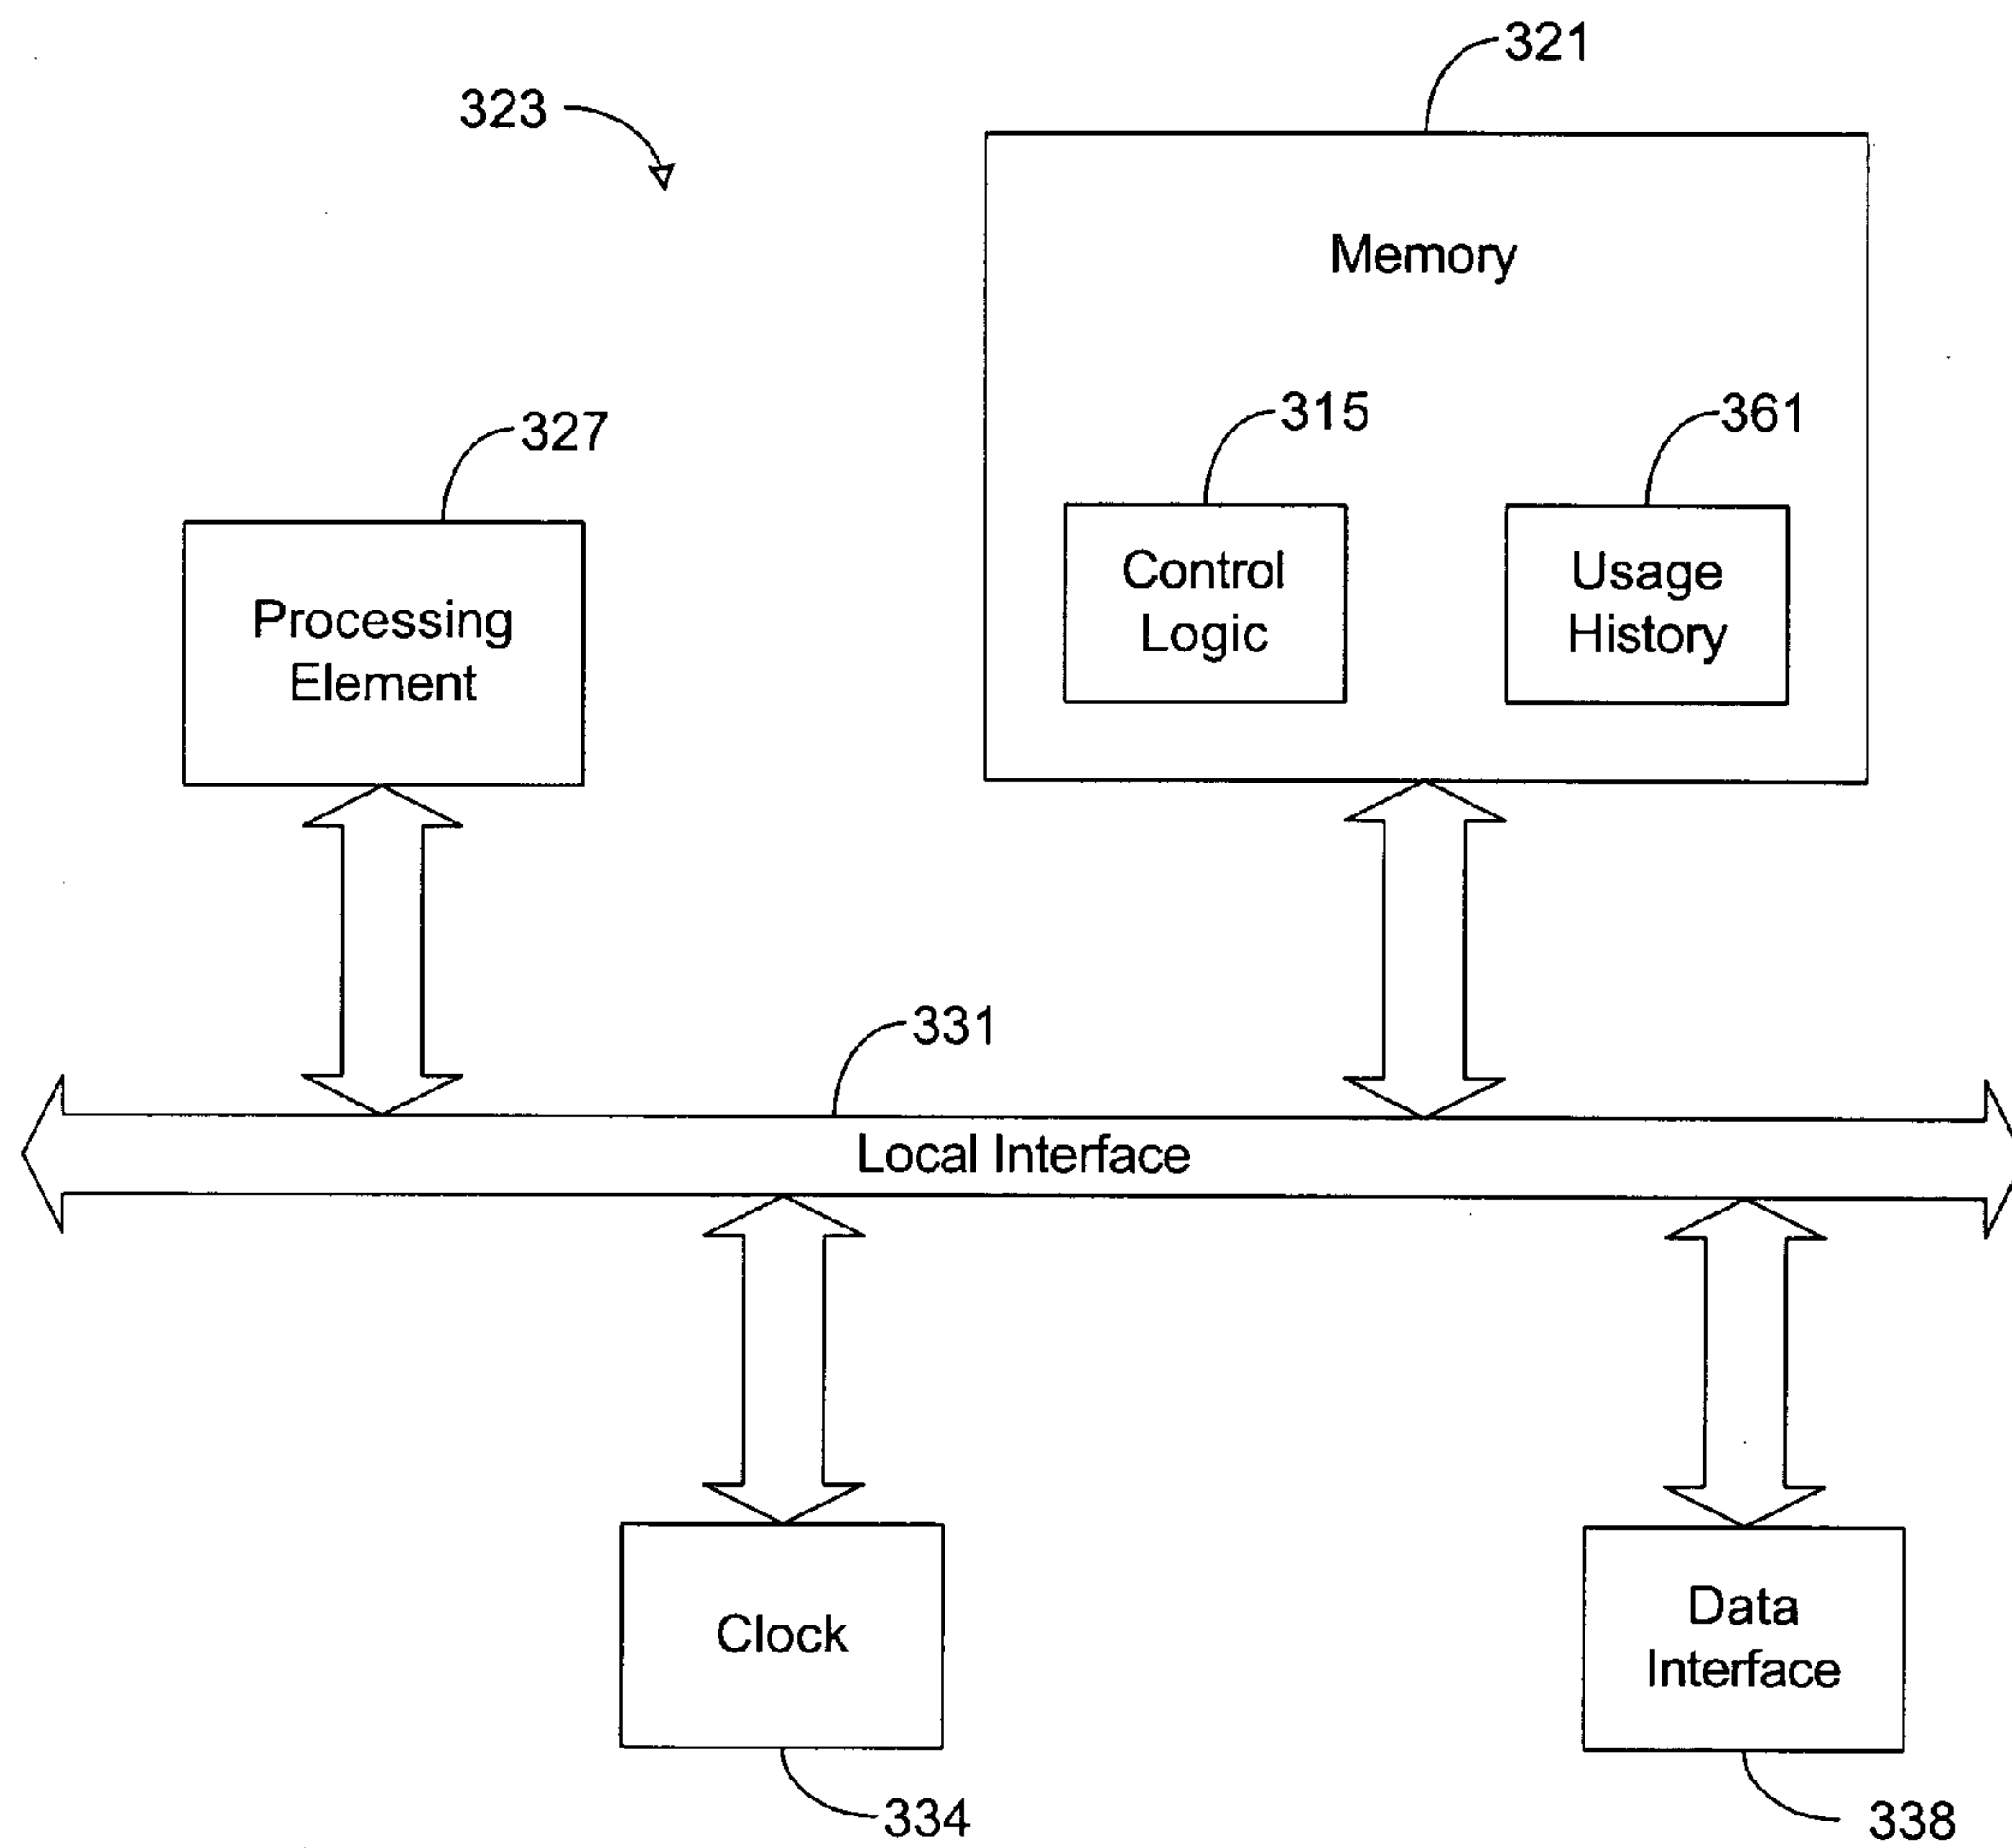 321
323
Memory
315
361
327
Control
Logic
Usage
History
Processing
Element
331
Local Interface
Clock
Data
Interface
334
338